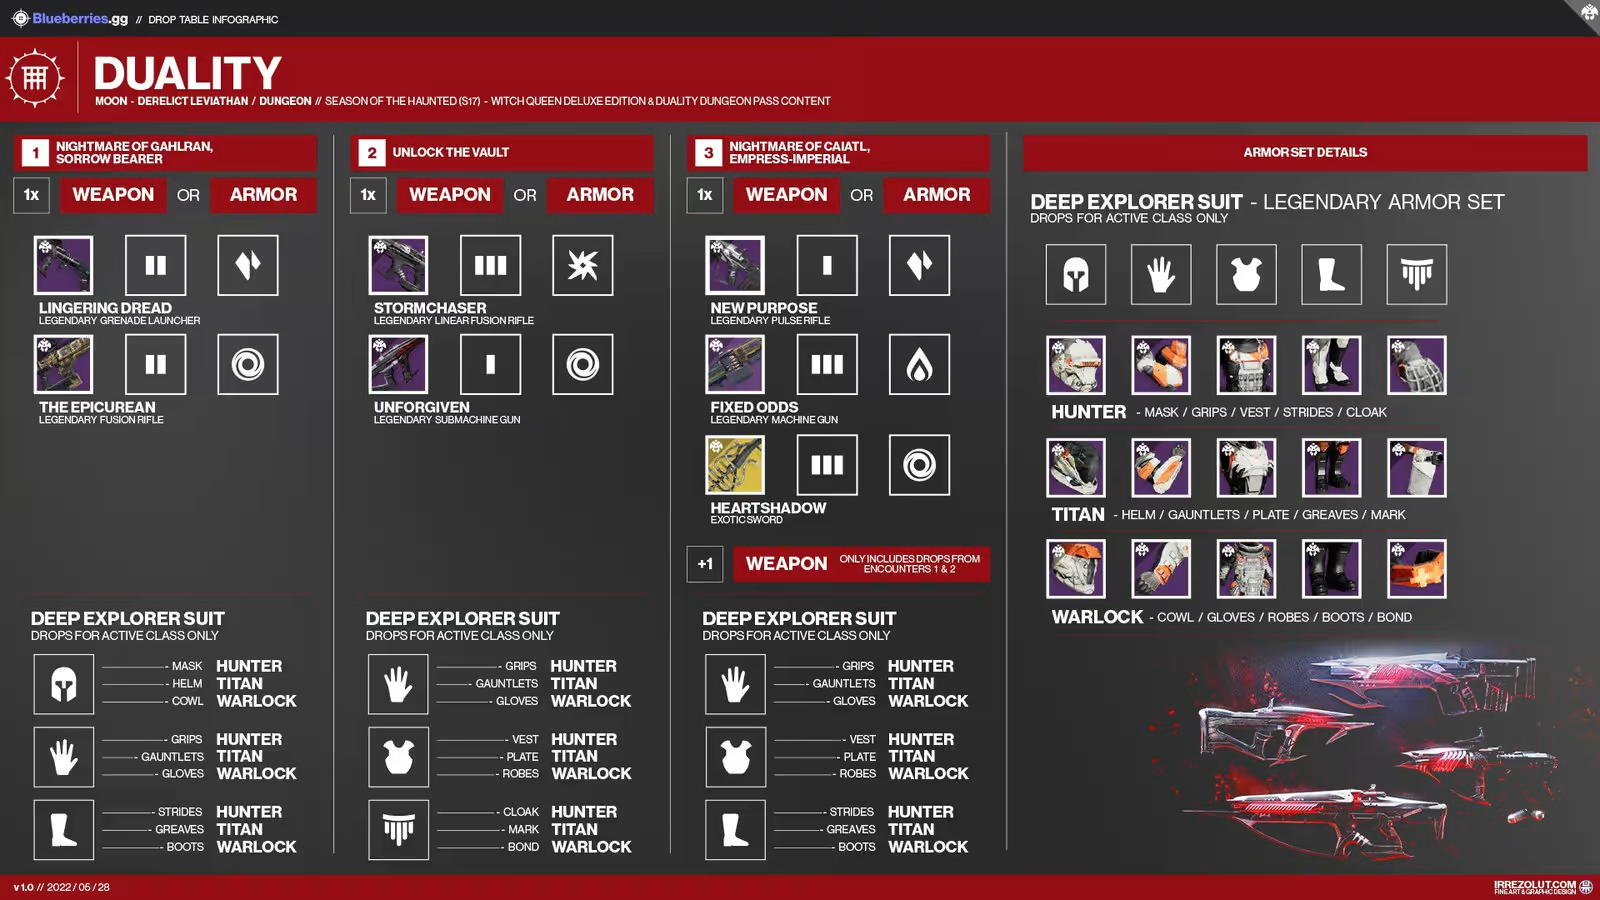 Blueberries.gg // DROP TABLE INFOGRAPHIC
DUALITY
MOON - DERELICT LEVIATHAN / DUNGEON // SEASON OF THE HAUNTED (S17) - WITCH QUEEN DELUXE EDITION & DUALITY DUNGEON PASS CONTENT
1 NIGHTMARE OF GAHLRAN,
SORROW BEARER
1x WEAPON OR ARMOR
LINGERING DREAD
LEGENDARY GRENADE LAUNCHER
THE EPICUREAN
LEGENDARY FUSION RIFLE
DEEP EXPLORER SUIT
DROPS FOR ACTIVE CLASS ONLY
- MASK HUNTER
- HELM TITAN
- COWL WARLOCK
- GRIPS HUNTER
- GAUNTLETS TITAN
- GLOVES WARLOCK
- STRIDES HUNTER
- GREAVES TITAN
- BOOTS WARLOCK
2 UNLOCK THE VAULT
1x WEAPON OR ARMOR
STORMCHASER
LEGENDARY LINEAR FUSION RIFLE
UNFORGIVEN
LEGENDARY SUBMACHINE GUN
DEEP EXPLORER SUIT
DROPS FOR ACTIVE CLASS ONLY
- GRIPS HUNTER
- GAUNTLETS TITAN
- GLOVES WARLOCK
- VEST HUNTER
- PLATE TITAN
- ROBES WARLOCK
- CLOAK HUNTER
- MARK TITAN
- BOND WARLOCK
3 NIGHTMARE OF CAIATL,
EMPRESS-IMPERIAL
1x WEAPON OR ARMOR
NEW PURPOSE
LEGENDARY PULSE RIFLE
FIXED ODDS
LEGENDARY MACHINE GUN
HEARTSHADOW
EXOTIC SWORD
+1 WEAPON ONLY INCLUDES DROPS FROM
ENCOUNTERS 1 & 2
DEEP EXPLORER SUIT
DROPS FOR ACTIVE CLASS ONLY
- GRIPS HUNTER
- GAUNTLETS TITAN
- GLOVES WARLOCK
- VEST HUNTER
- PLATE TITAN
- ROBES WARLOCK
- STRIDES HUNTER
- GREAVES TITAN
- BOOTS WARLOCK
ARMOR SET DETAILS
DEEP EXPLORER SUIT - LEGENDARY ARMOR SET
DROPS FOR ACTIVE CLASS ONLY
HUNTER - MASK / GRIPS / VEST / STRIDES / CLOAK
TITAN - HELM / GAUNTLETS / PLATE / GREAVES / MARK
WARLOCK - COWL / GLOVES / ROBES / BOOTS / BOND
v 1.0 // 2022 / 05 / 28
IRREZOLUT.COM
FINE ART & GRAPHIC DESIGN